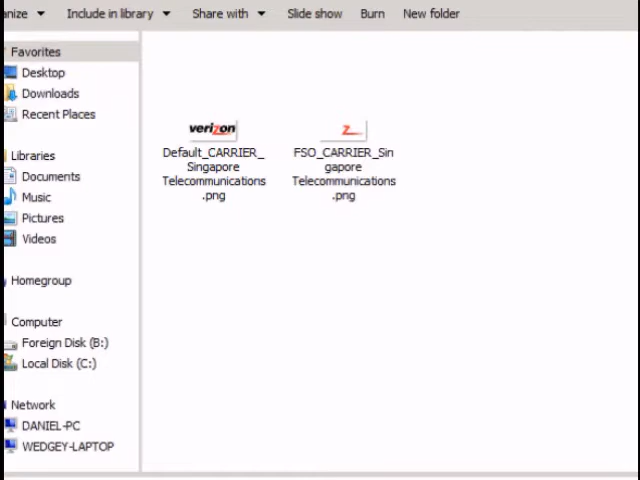 Include in library
Share with
Slide show
Burn
New folder
Favorites
Desktop
Downloads
Recent Places
Libraries
Documents
Music
Pictures
Videos
Homegroup
Computer
Foreign Disk (B:)
Local Disk (C:)
Network
DANIEL-PC
WEDGEY-LAPTOP
verizon
Default_CARRIER_
Singapore
Telecommunications
.png
z
FSO_CARRIER_Sin
gapore
Telecommunications
.png